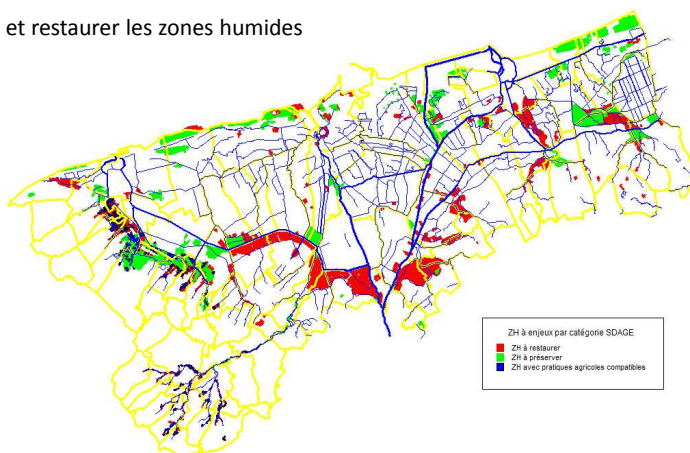 et restaurer les zones humides
ZH à enjeux par catégorie SDAGE
ZH à restaurer
ZH à préserver
ZH avec pratiques agricoles compatibles